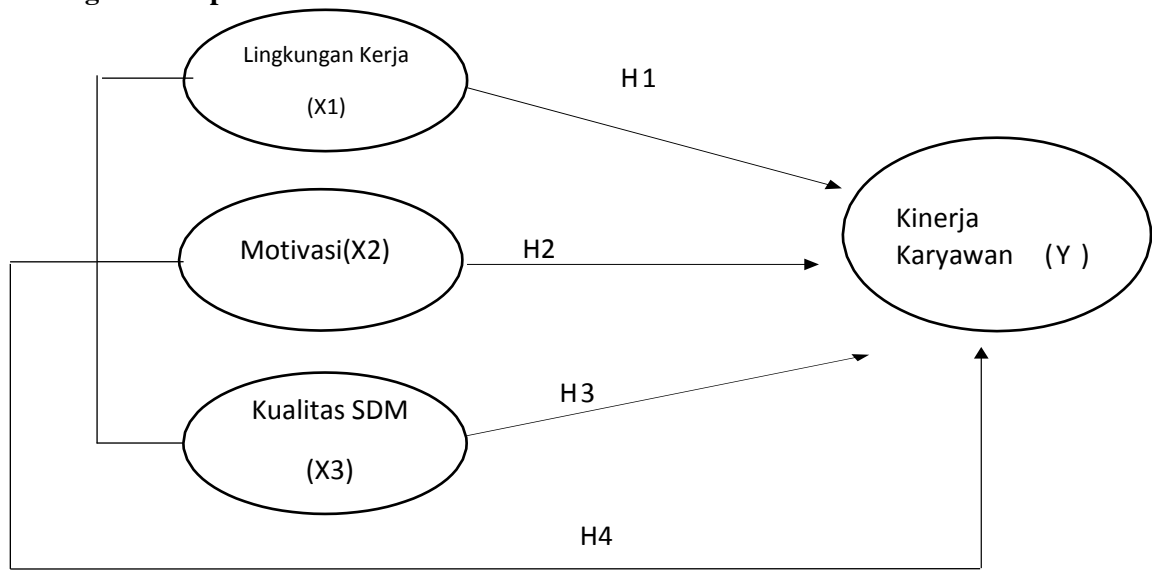 Lingkungan Kerja
(X1)
H1
Motivasi(X2)
H2
Kinerja
Karyawan (Y )
Kualitas SDM
(X3)
H3
H4